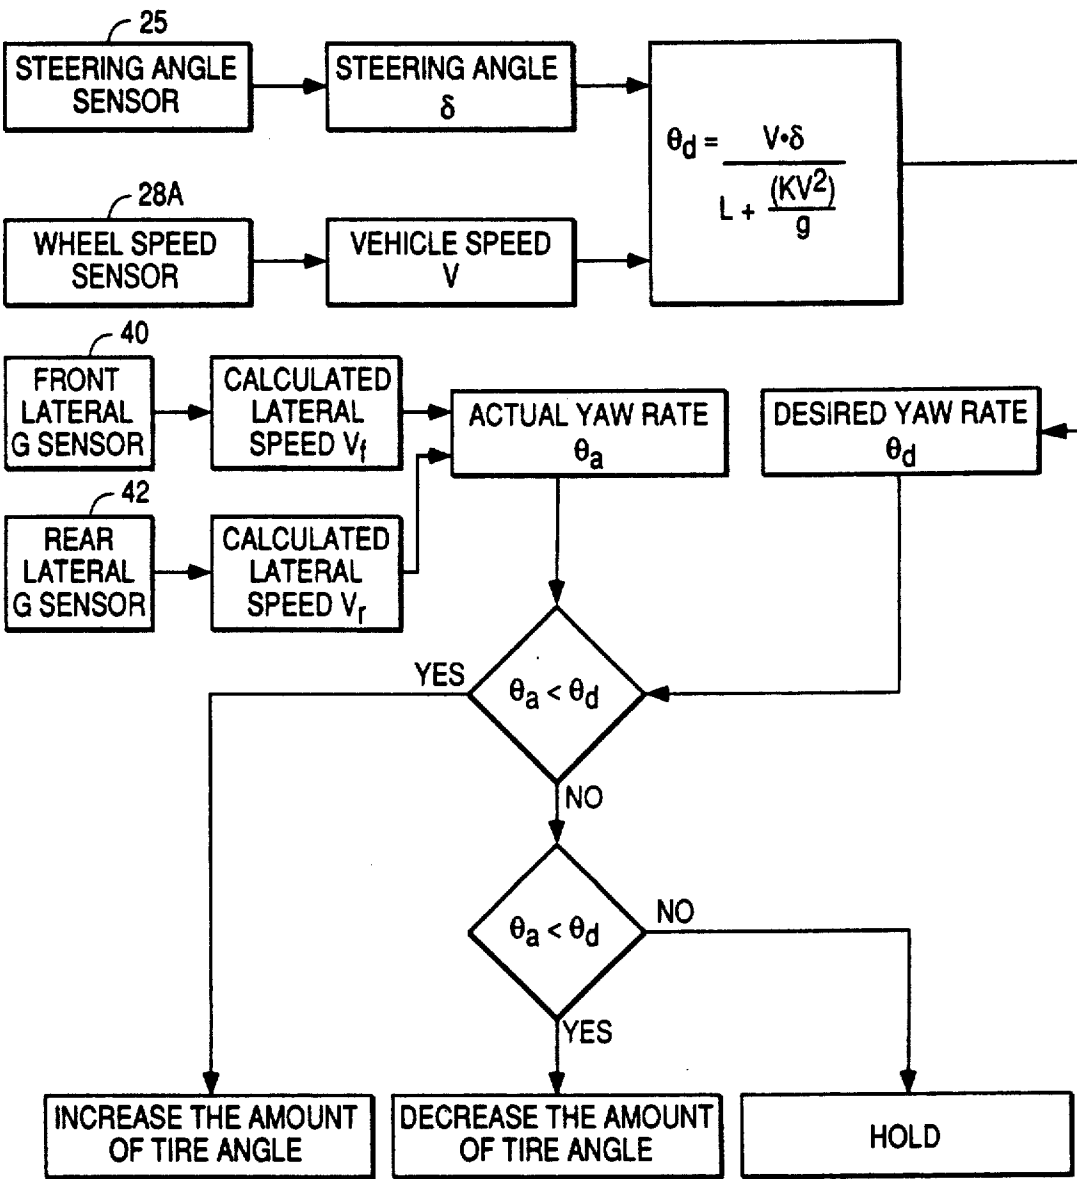 25
STEERING ANGLE
SENSOR
STEERING ANGLE
δ
θd = V•δ
L + (KV2)
g
28A
WHEEL SPEED
SENSOR
VEHICLE SPEED
V
40
FRONT
LATERAL
G SENSOR
CALCULATED
LATERAL
SPEED Vf
ACTUAL YAW RATE
θa
DESIRED YAW RATE
θd
42
REAR
LATERAL
G SENSOR
CALCULATED
LATERAL
SPEED Vr
YES
θa < θd
NO
θa < θd
NO
YES
INCREASE THE AMOUNT
OF TIRE ANGLE
DECREASE THE AMOUNT
OF TIRE ANGLE
HOLD